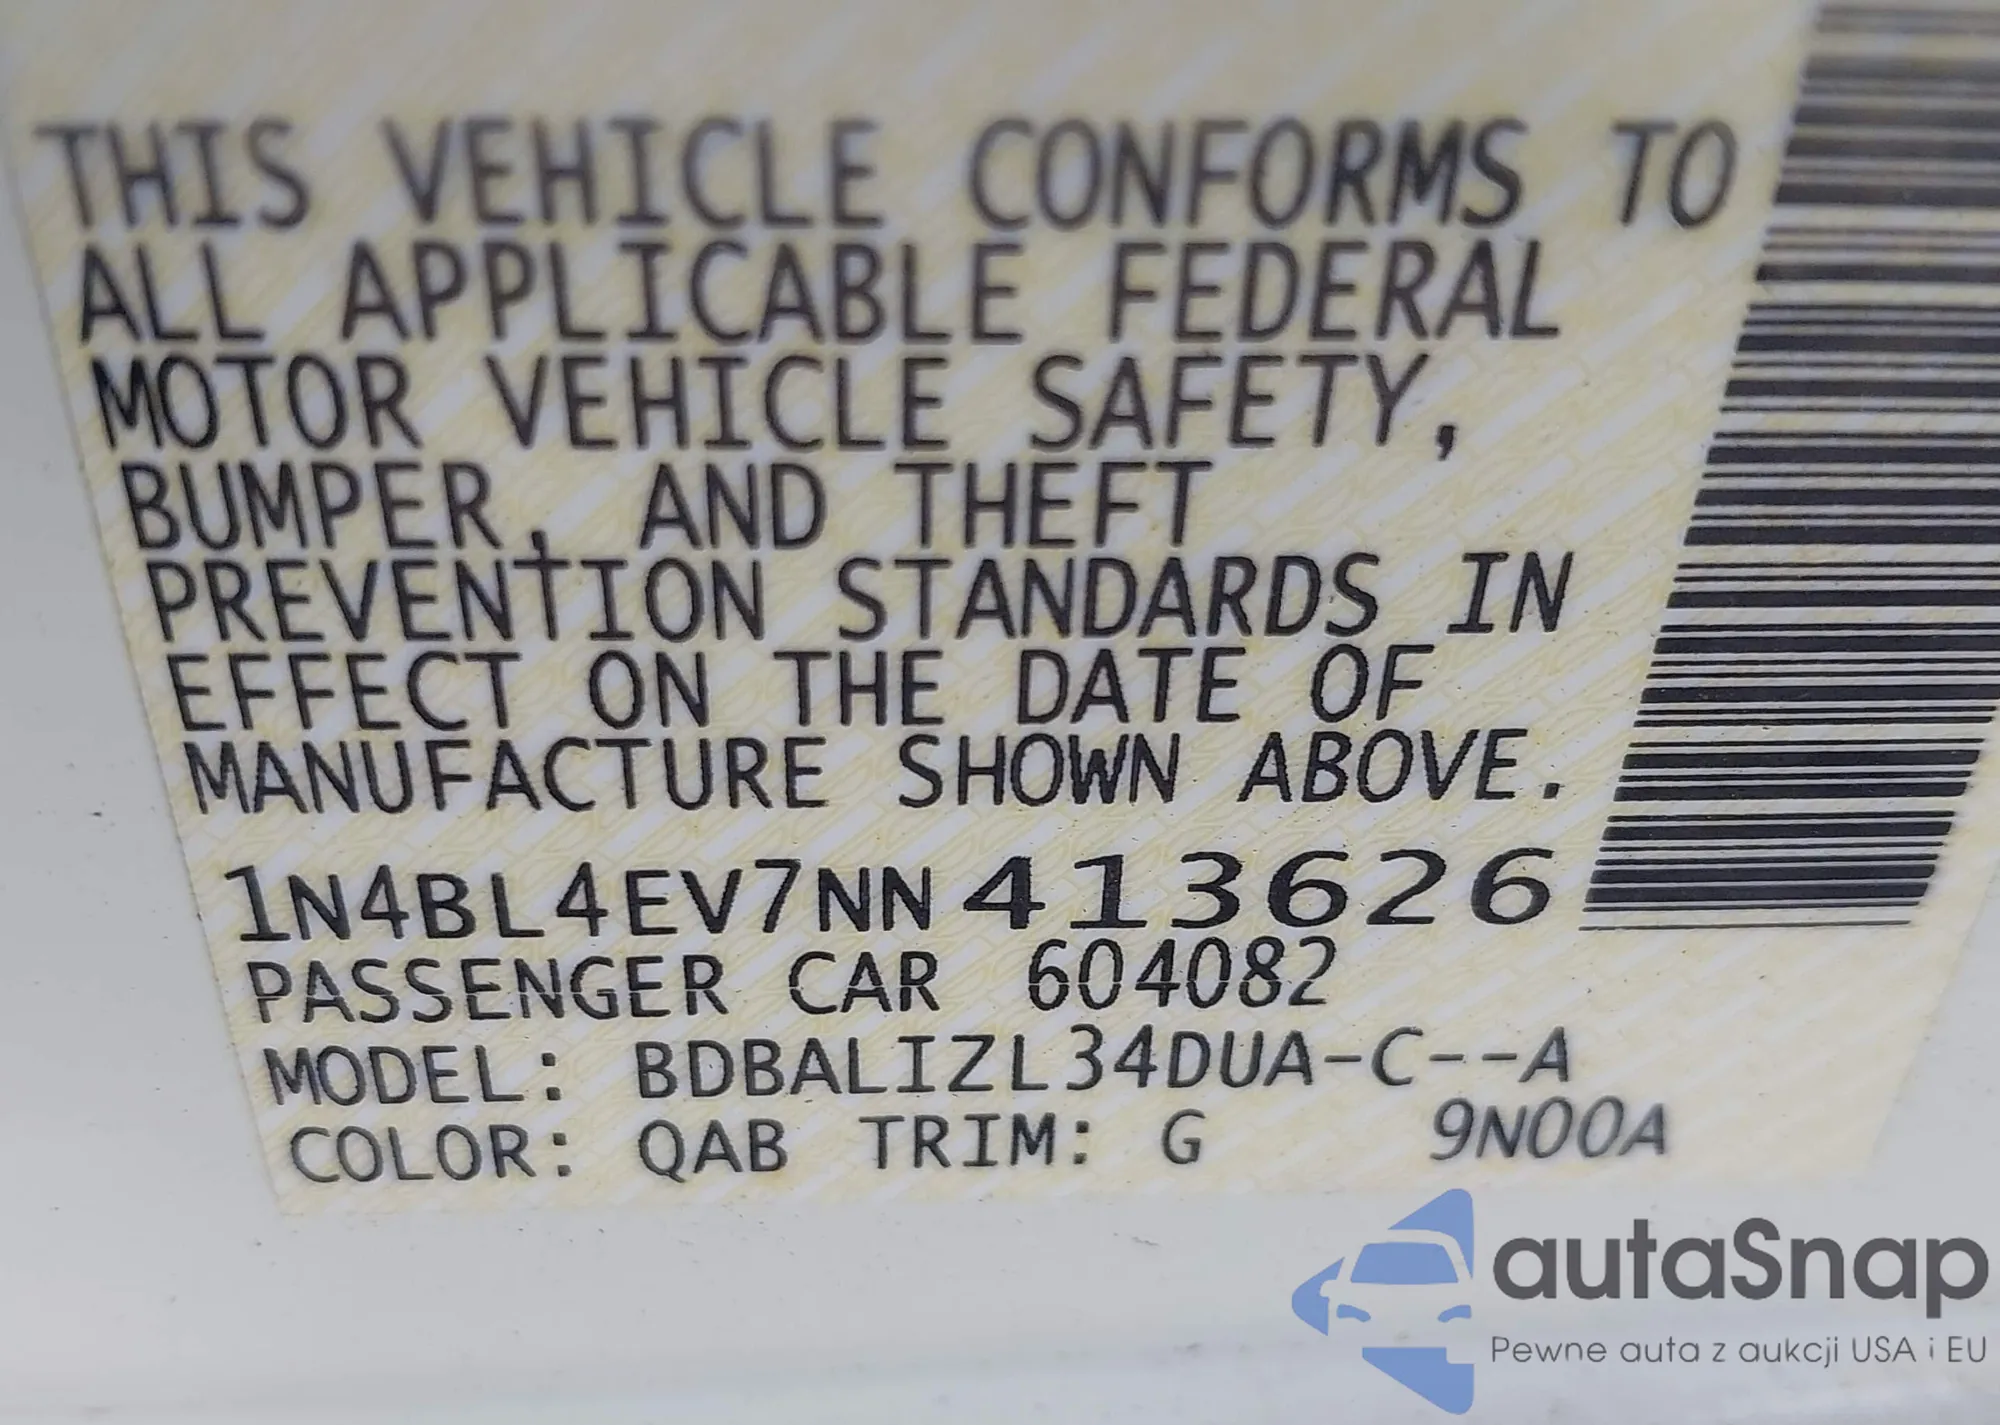 THIS VEHICLE CONFORMS TO
ALL APPLICABLE FEDERAL
MOTOR VEHICLE SAFETY,
BUMPER, AND THEFT
PREVENTION STANDARDS IN
EFFECT ON THE DATE OF
MANUFACTURE SHOWN ABOVE.
1N4BL4EV7NN413626
PASSENGER CAR 604082
MODEL: BDBALIZL34DUA-C--A
COLOR: QAB TRIM: G 9N00A
autaSnap
Pewne auta z aukcji USA i EU